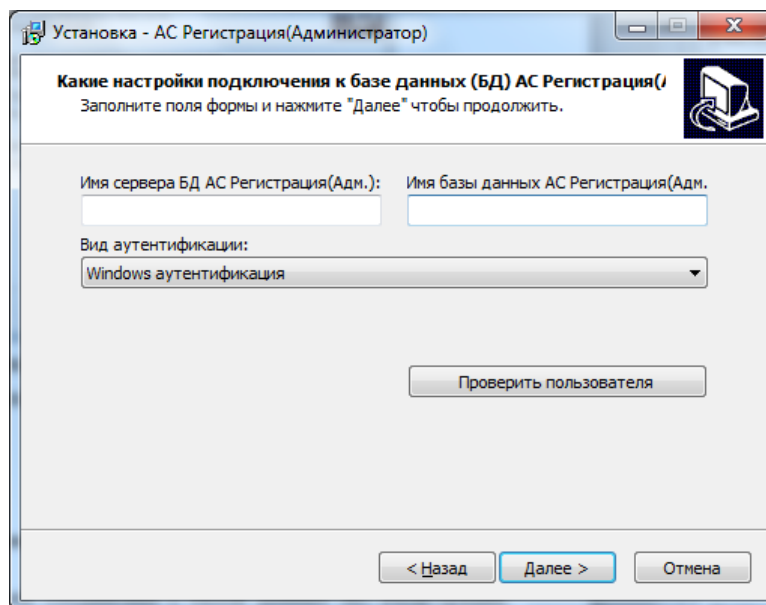 Установка - АС Регистрация(Администратор)
Какие настройки подключения к базе данных (БД) АС Регистрация(
Заполните поля формы и нажмите "Далее" чтобы продолжить.
Имя сервера БД АС Регистрация(Адм.): Имя базы данных АС Регистрация(Адм.
Вид аутентификации:
Windows аутентификация
Проверить пользователя
< Назад Далее > Отмена